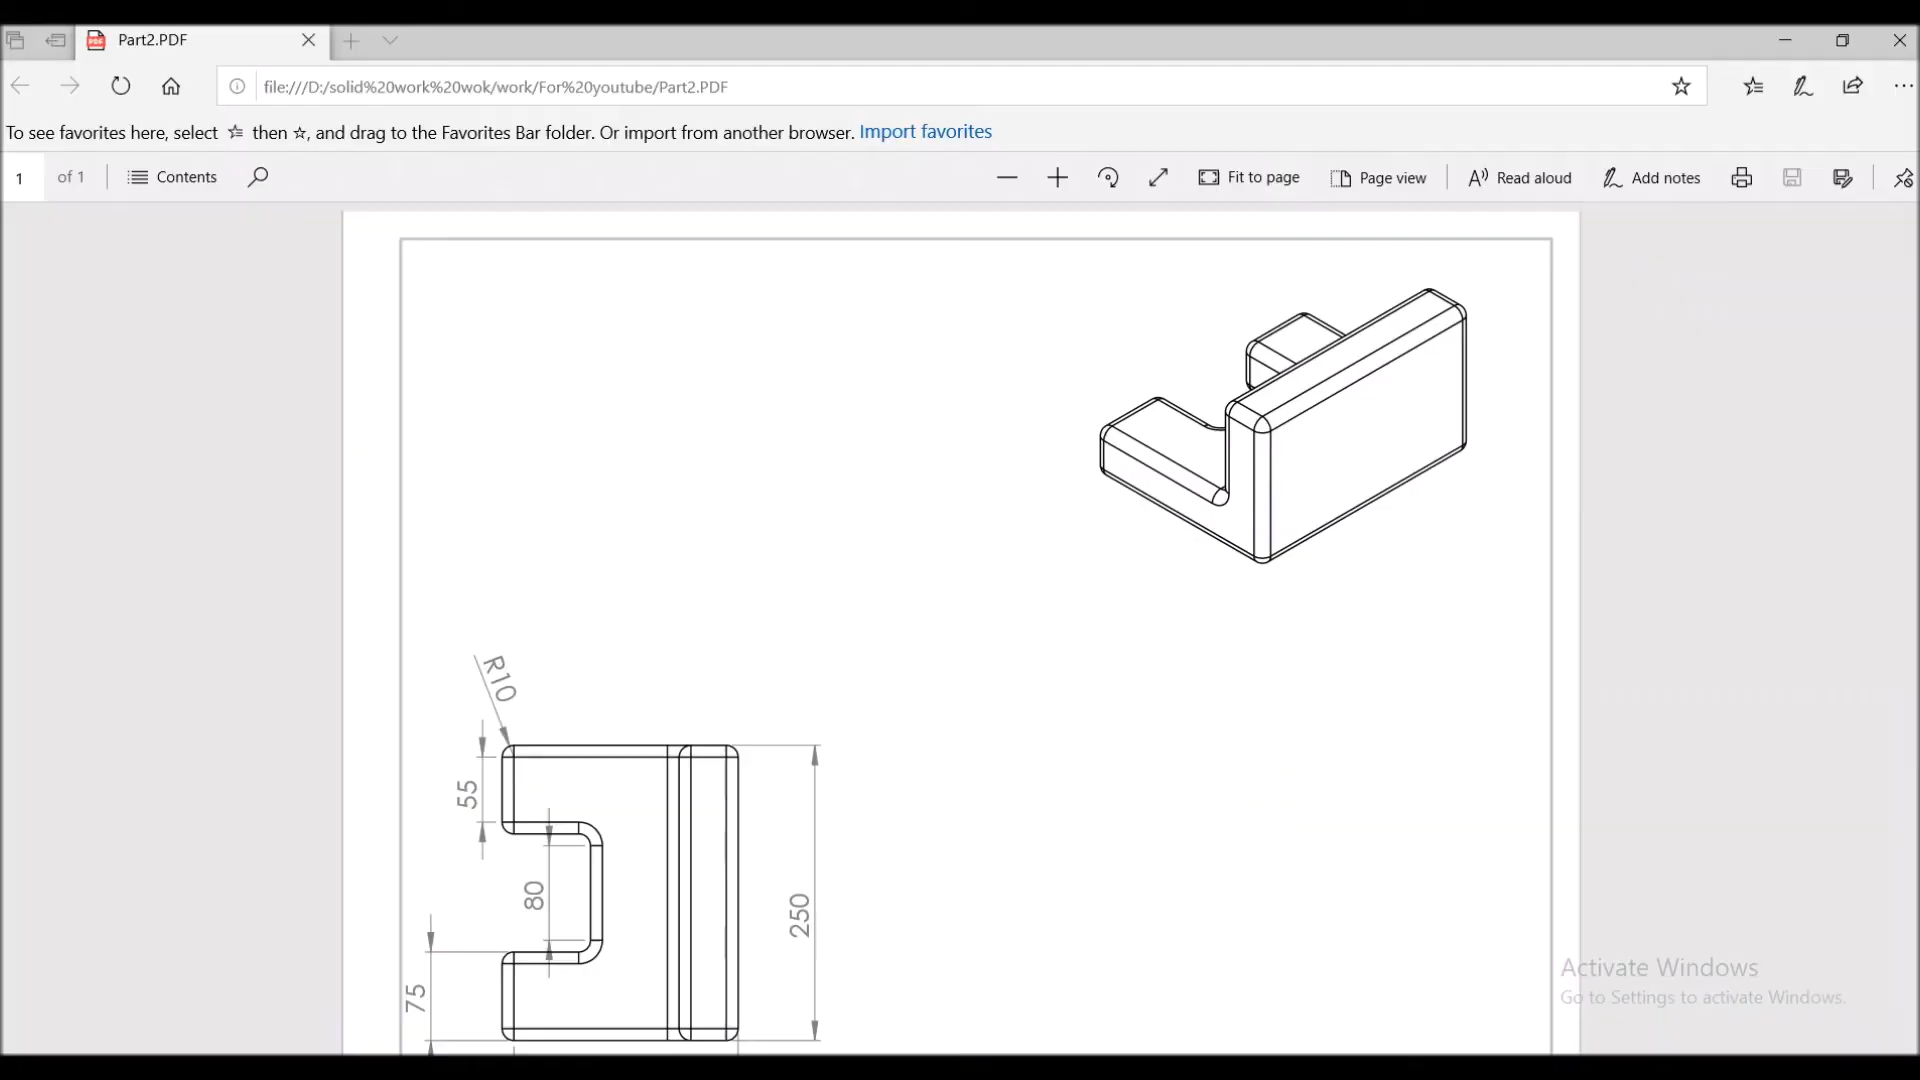 Part2.PDF
file:///D:/solid%20work%20wok/work/For%20youtube/Part2.PDF
To see favorites here, select then , and drag to the Favorites Bar folder. Or import from another browser. Import favorites
1 of 1 Contents Fit to page Page view Read aloud Add notes
R10
55
80
250
75
Activate Windows
Go to Settings to activate Windows.